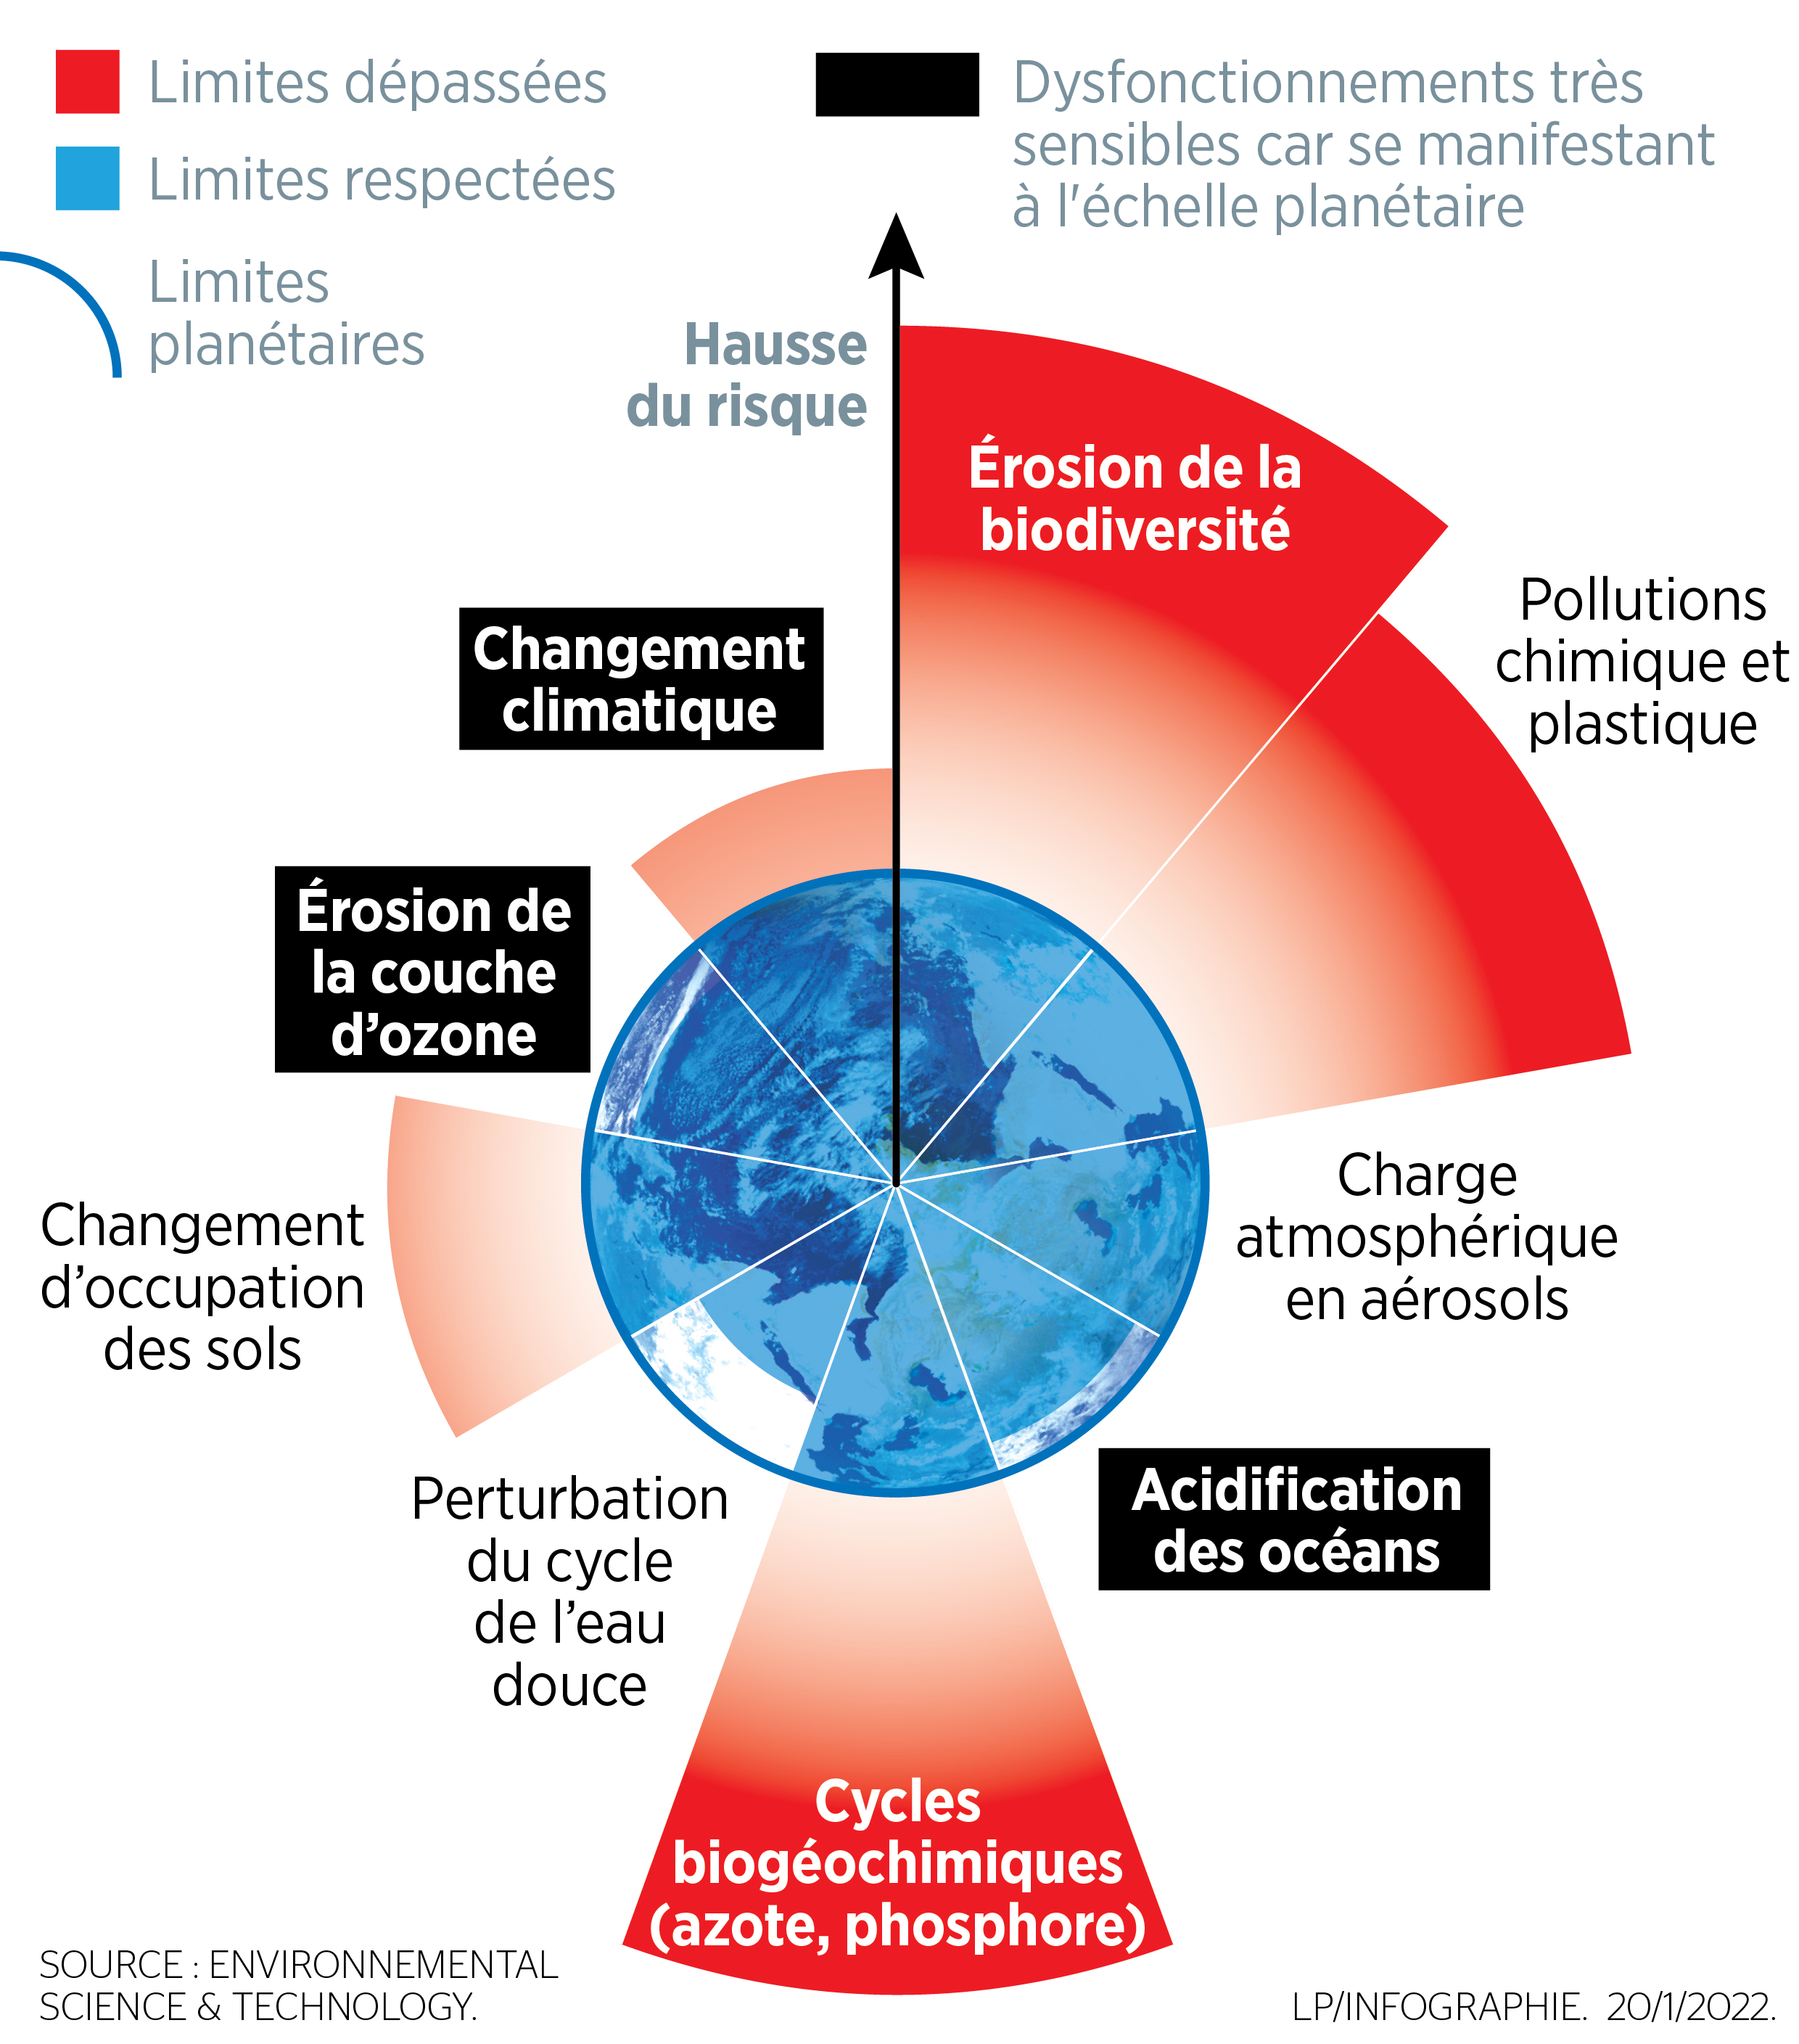 Limites dépassées
Limites respectées
Limites
planétaires
Dysfonctionnements très
sensibles car se manifestant
à l'échelle planétaire
Hausse
du risque
Érosion de la
biodiversité
Pollutions
chimique et
plastique
Changement
climatique
Érosion de
la couche
d’ozone
Charge
atmosphérique
en aérosols
Changement
d’occupation
des sols
Acidification
des océans
Perturbation
du cycle
de l’eau
douce
Cycles
biogéochimiques
(azote, phosphore)
SOURCE : ENVIRONNEMENTAL
SCIENCE & TECHNOLOGY.
LP/INFOGRAPHIE. 20/1/2022.